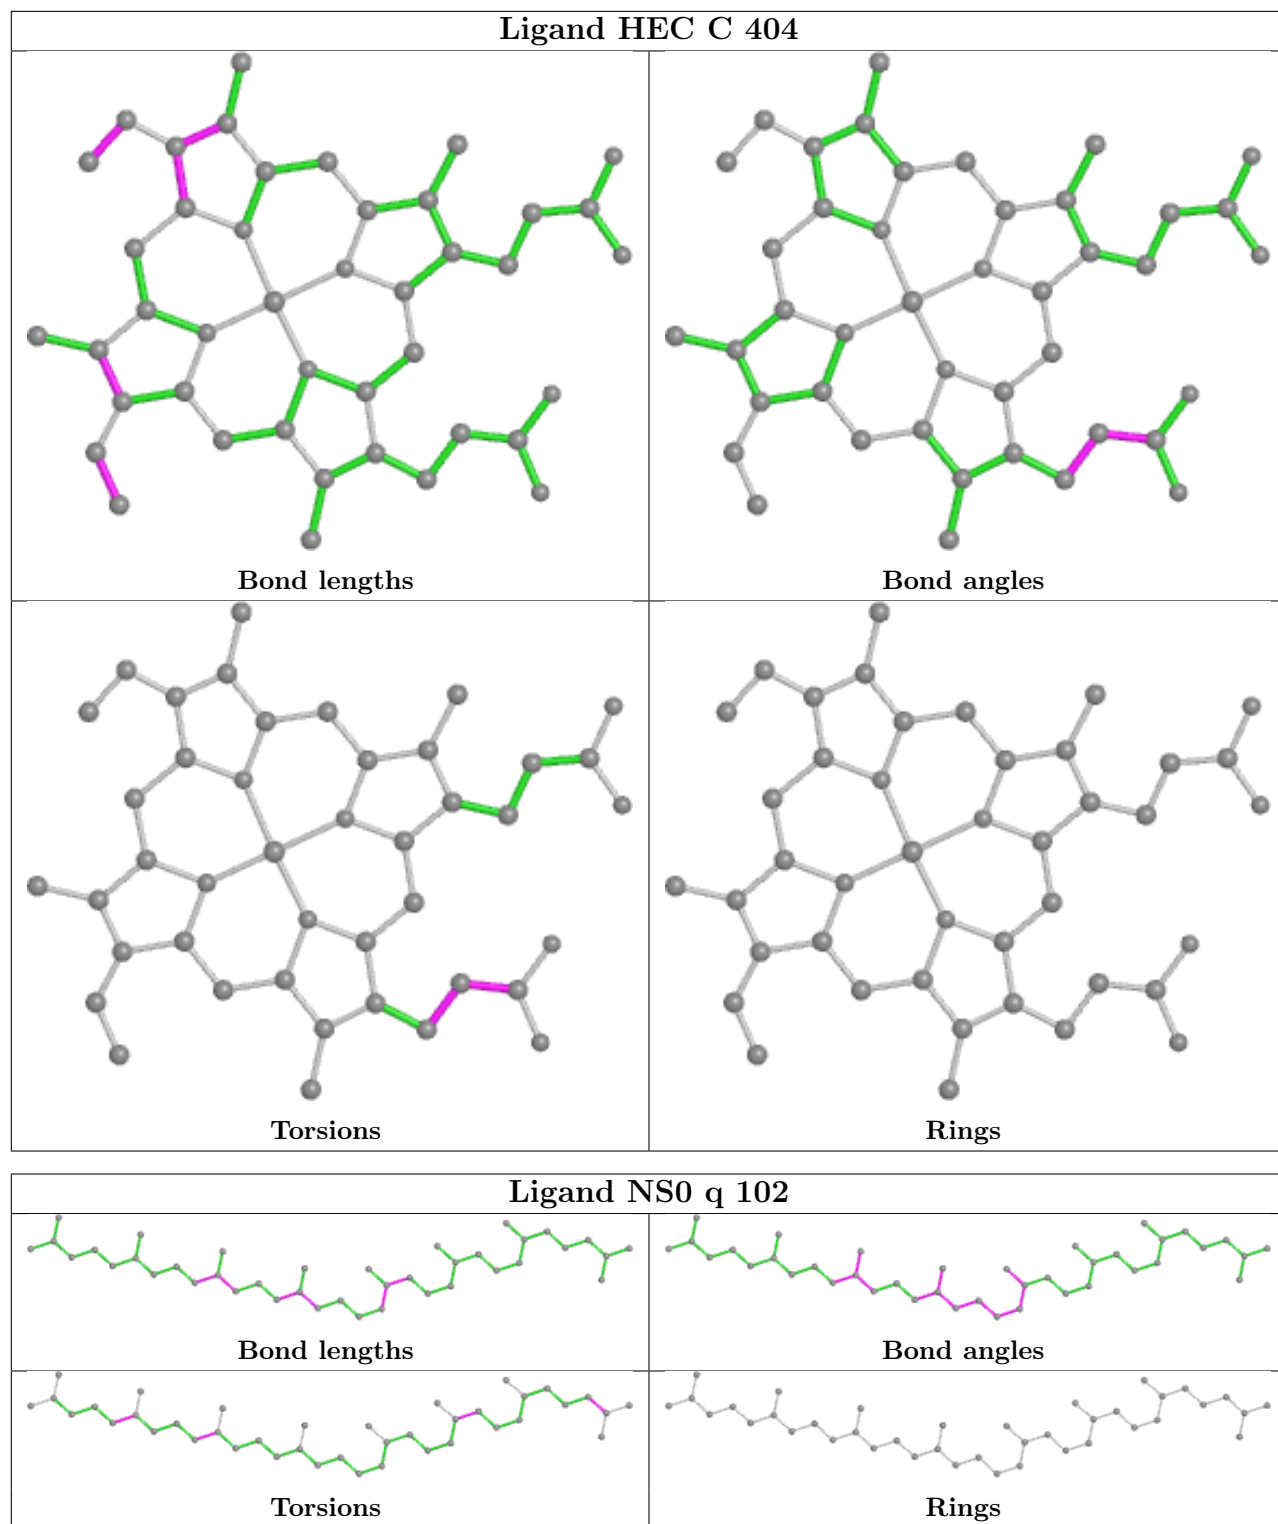 Ligand HEC C 404
Bond lengths
Bond angles
Torsions
Rings
Ligand NS0 q 102
Bond lengths
Bond angles
Torsions
Rings